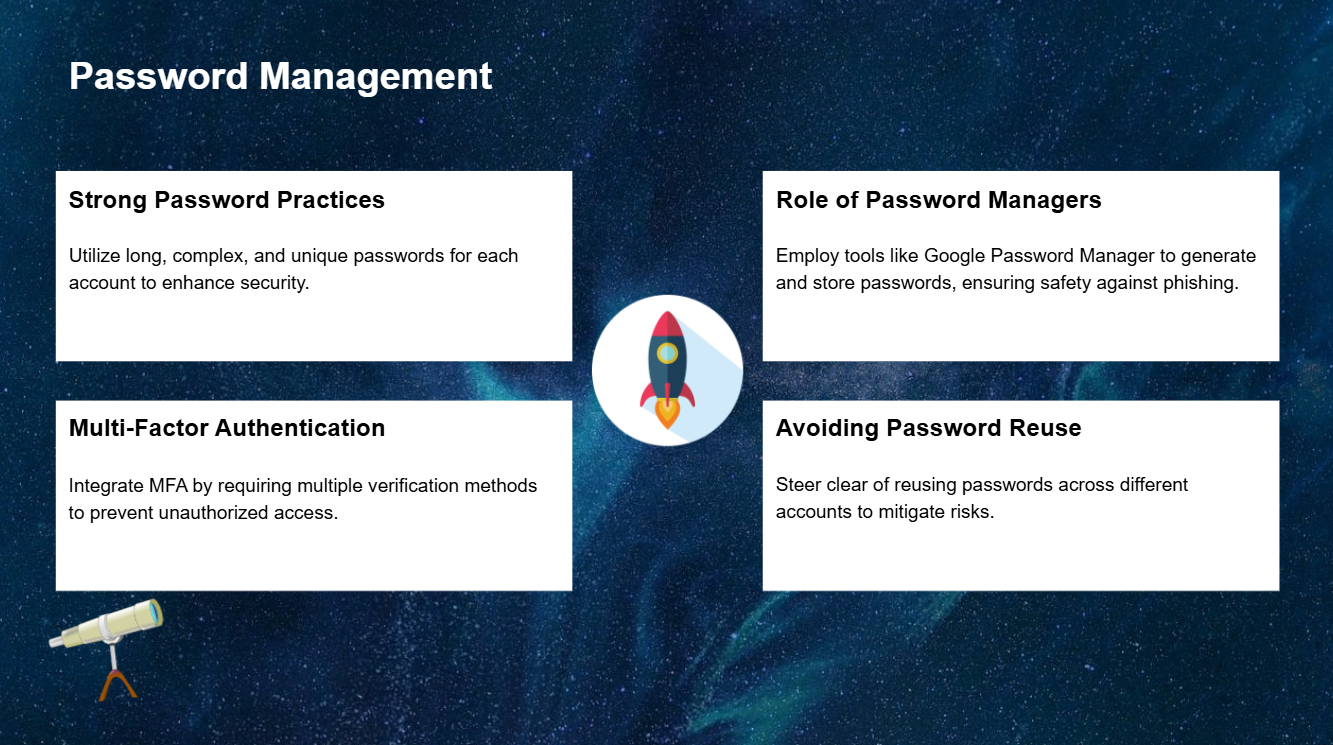 Password Management
Strong Password Practices
Utilize long, complex, and unique passwords for each
account to enhance security.
Role of Password Managers
Employ tools like Google Password Manager to generate
and store passwords, ensuring safety against phishing.
Multi-Factor Authentication
Integrate MFA by requiring multiple verification methods
to prevent unauthorized access.
Avoiding Password Reuse
Steer clear of reusing passwords across different
accounts to mitigate risks.